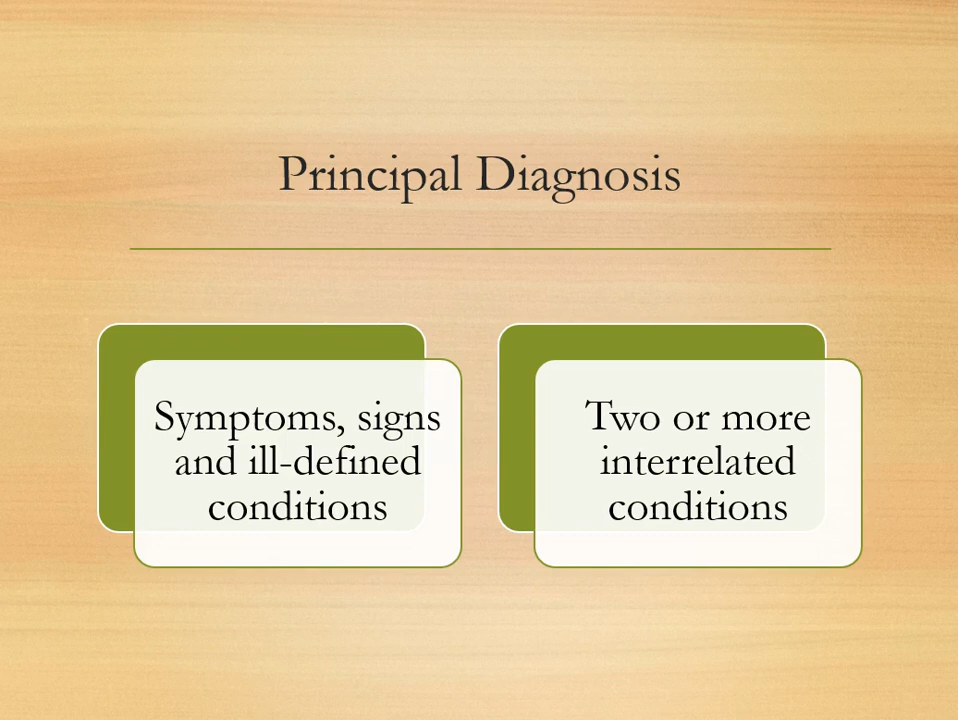 Principal Diagnosis
Symptoms, signs
and ill-defined
conditions
Two or more
interrelated
conditions